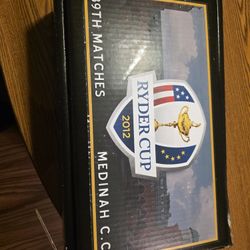 39TH MATCHES
RYDER CUP
2012
MEDINAH C.C.